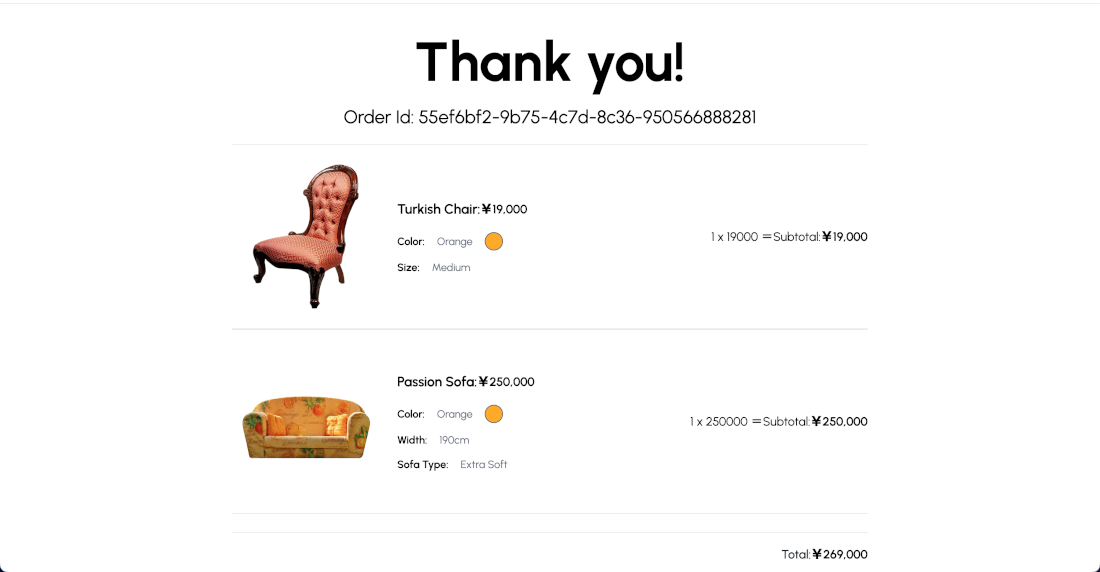 Thank you!
Order Id: 55ef6bf2-9b75-4c7d-8c36-950566888281
Turkish Chair:¥19,000
Color: Orange
Size: Medium
1 x 19000 =Subtotal:¥19,000
Passion Sofa:¥250,000
Color: Orange
Width: 190cm
Sofa Type: Extra Soft
1 x 250000 =Subtotal:¥250,000
Total:¥269,000